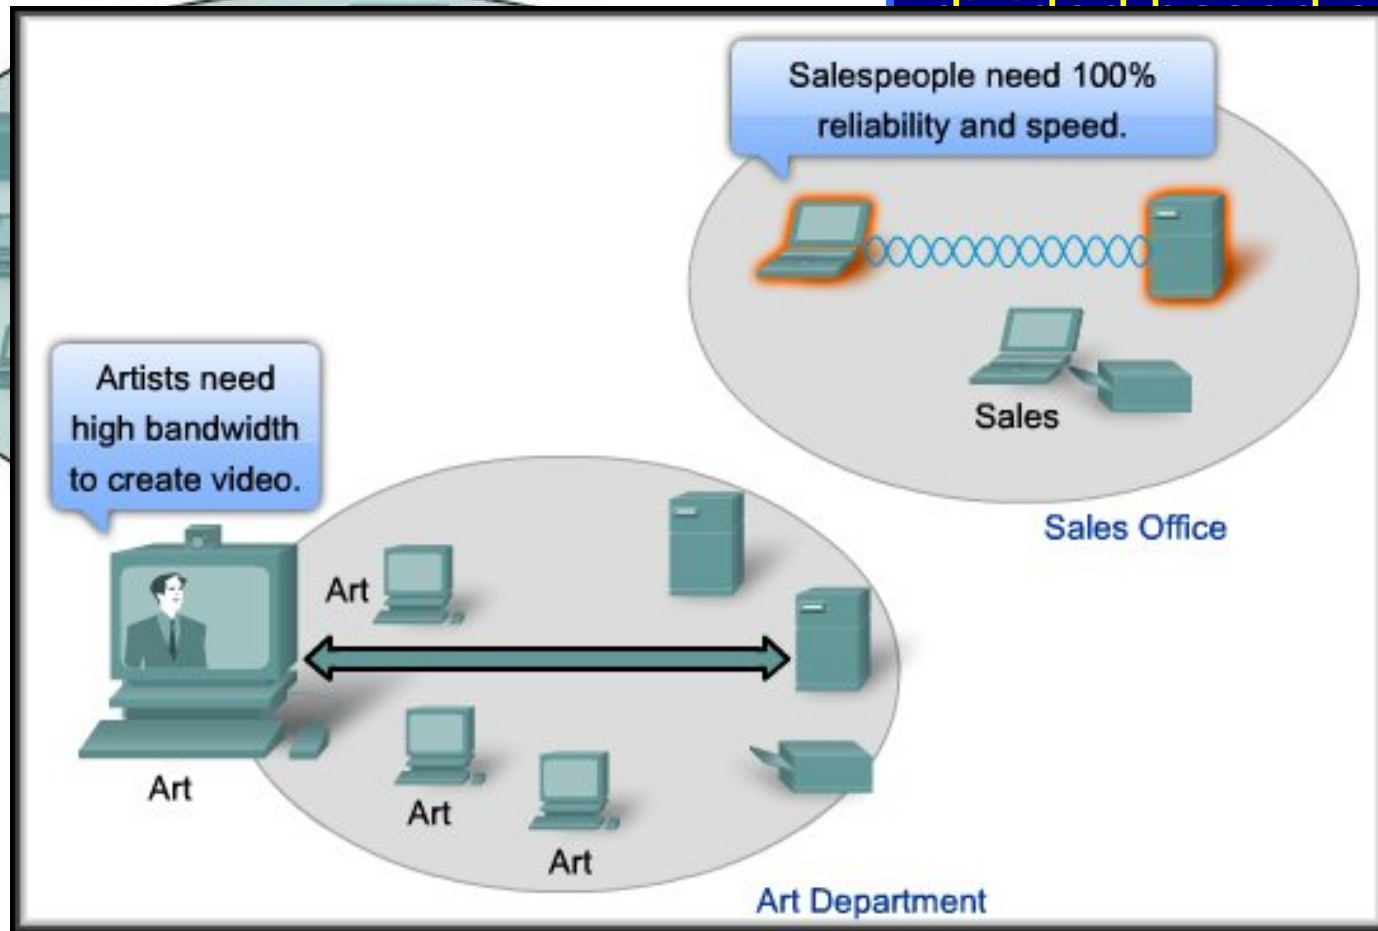 Salespeople need 100%
reliability and speed.
Sales
Sales Office
Artists need
high bandwidth
to create video.
Art
Art
Art
Art
Art Department